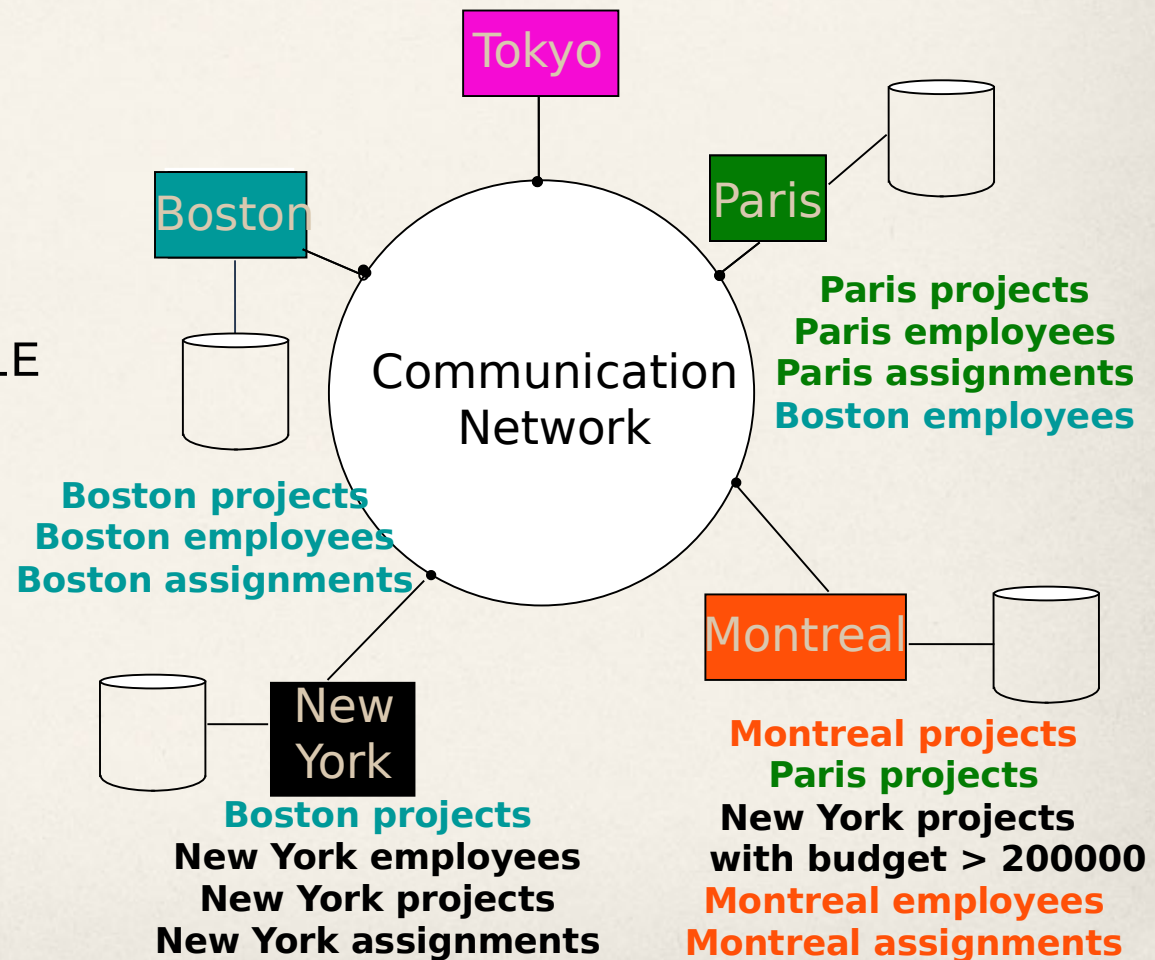 Tokyo
Paris
Boston
Paris projects
Paris employees
Paris assignments
Boston employees
LE
Communication
Network
Boston projects
Boston employees
Boston assignments
Montreal
New
York
Montreal projects
Paris projects
New York projects
with budget > 200000
Montreal employees
Montreal assignments
Boston projects
New York employees
New York projects
New York assignments